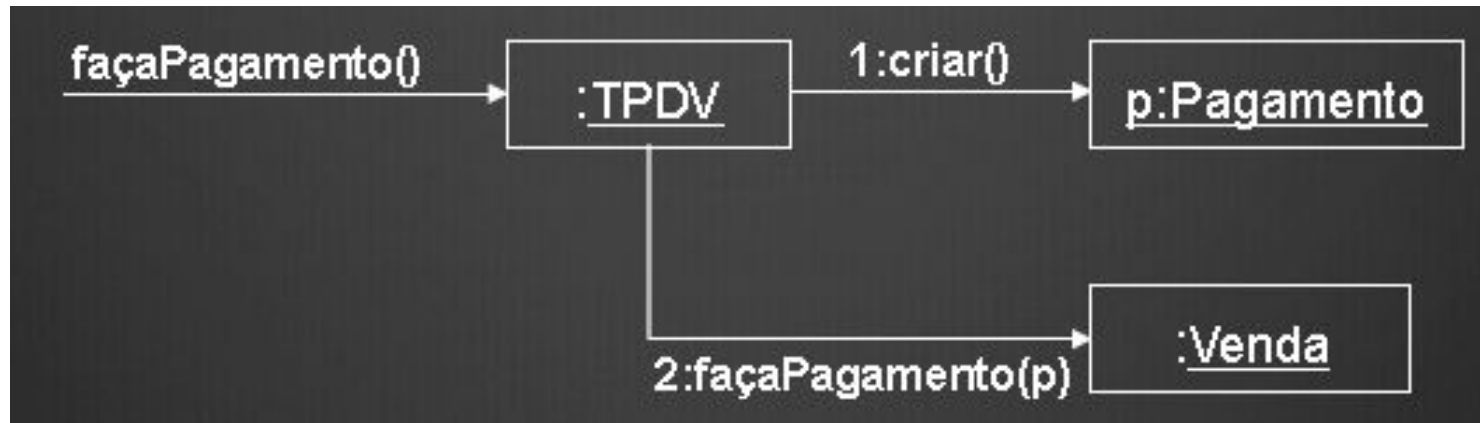 façaPagamento()
:TPDV
1:criar()
p:Pagamento
2:façaPagamento(p)
:Venda